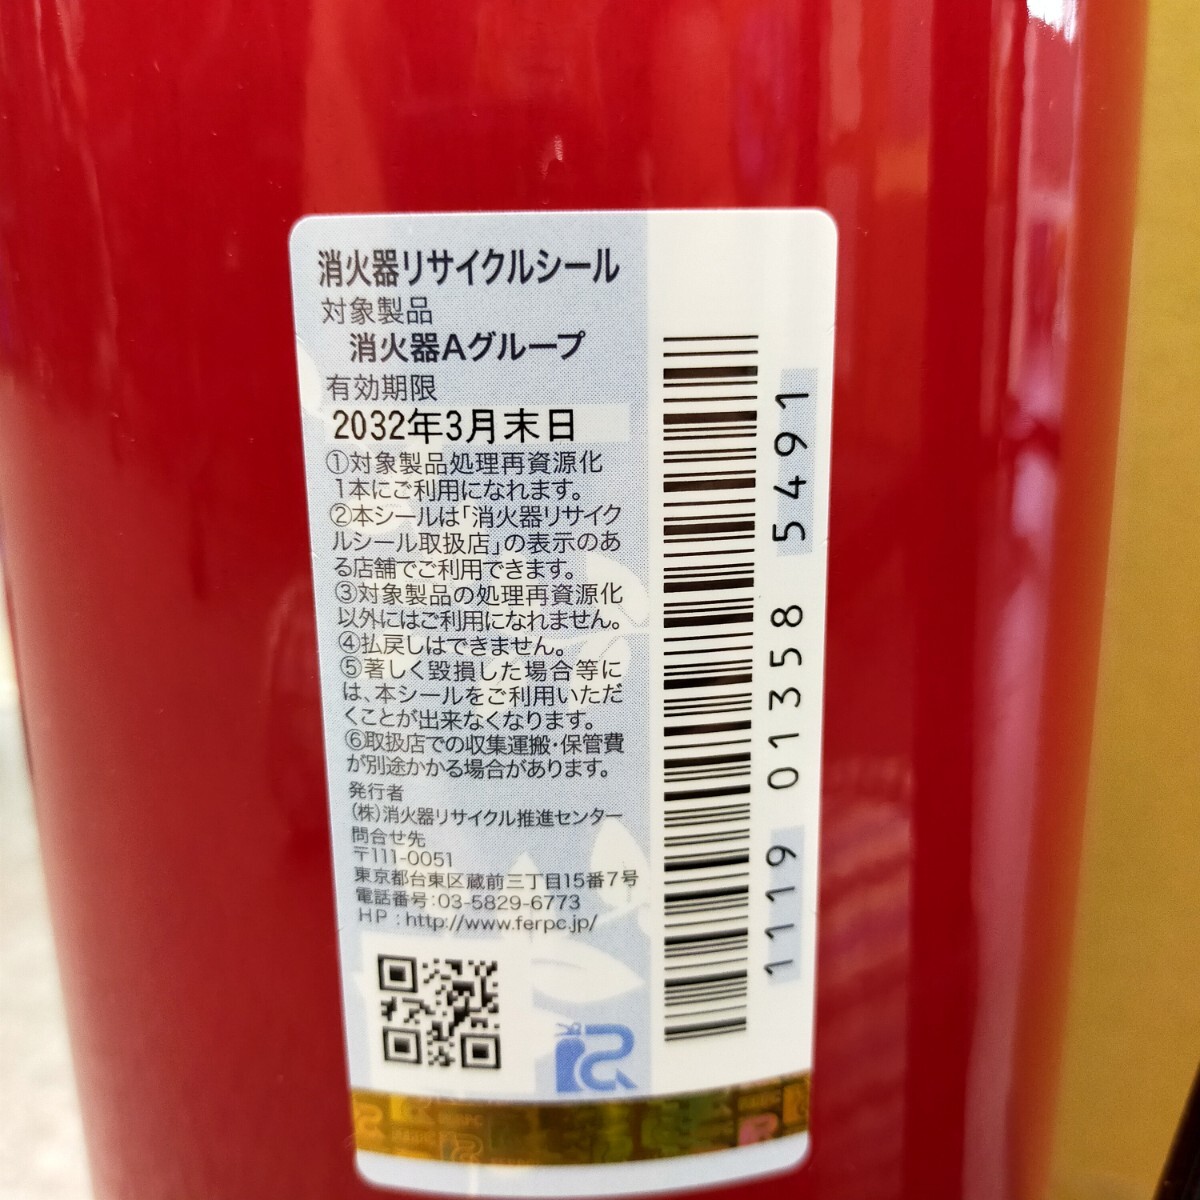 消火器リサイクルシール
対象製品
消火器Aグループ
有効期限
2032年3月末日
①対象製品処理再資源化
1本にご利用になれます。
②本シールは「消火器リサイク
ルシール取扱店」の表示のあ
る店舗でご利用できます。
③対象製品の処理再資源化
以外にはご利用になれません。
④払戻しはできません。
⑤著しく毀損した場合等に
は、本シールをご利用いただ
くことが出来なくなります。
⑥取扱店での収集運搬・保管費
が別途かかる場合があります。
発行者
(株)消火器リサイクル推進センター
問合せ先
〒111-0051
東京都台東区蔵前三丁目15番7号
電話番号:03-5829-6773
HP:http://www.ferpc.jp/
1119 01358 5491